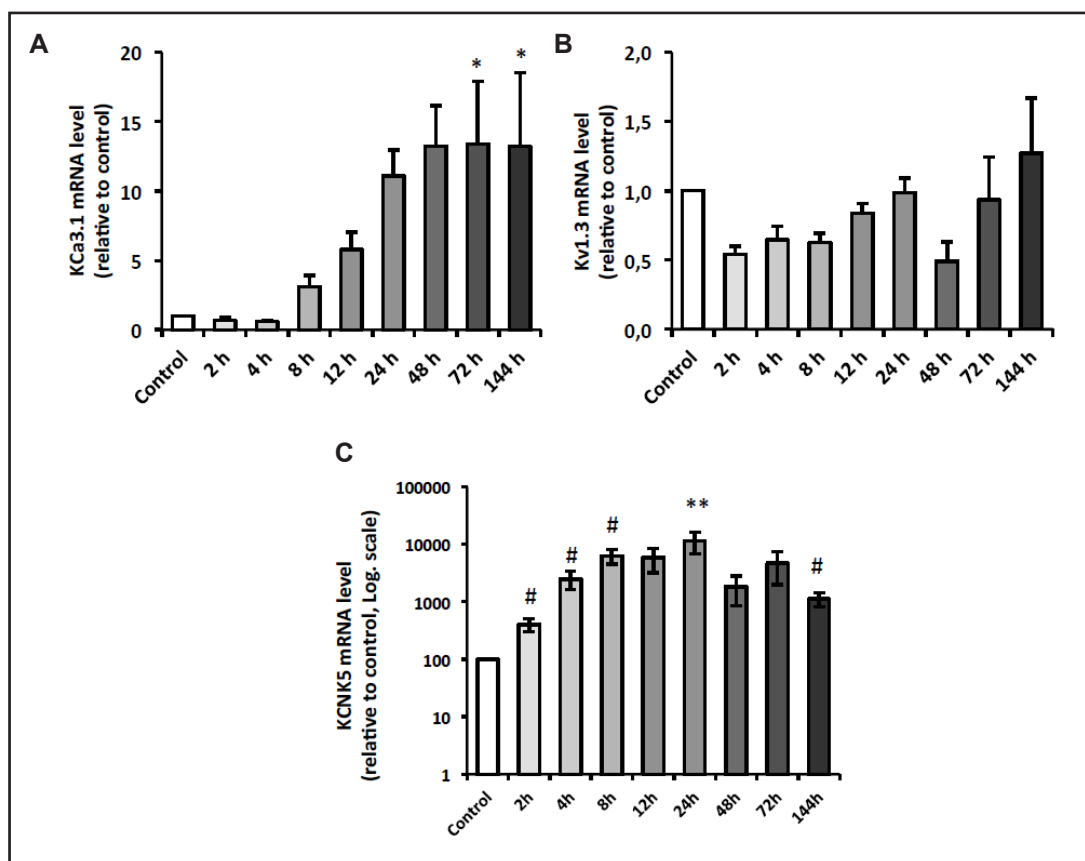 A
KCa3.1 mRNA level
(relative to control)
20
15
10
5
0
* *
Control 2 h 4 h 8 h 12 h 24 h 48 h 72 h 144 h
B
Kv1.3 mRNA level
(relative to control)
2,0
1,5
1,0
0,5
0,0
Control 2 h 4 h 8 h 12 h 24 h 48 h 72 h 144 h
C
KCNK5 mRNA level
(relative to control, Log. scale)
100000
10000
1000
100
10
1
# # # ** #
Control 2h 4h 8h 12h 24h 48h 72h 144h